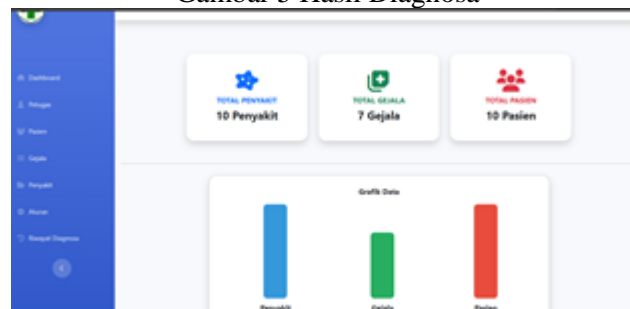 Gambar 5 Hasil Diagnosa
Dashboard
Petugas
Pasien
Gejala
Penyakit
Aturan
Riwayat Diagnosa
TOTAL PENYAKIT
10 Penyakit
TOTAL GEJALA
7 Gejala
TOTAL PASIEN
10 Pasien
Grafik Data
Penyakit
Gejala
Pasien